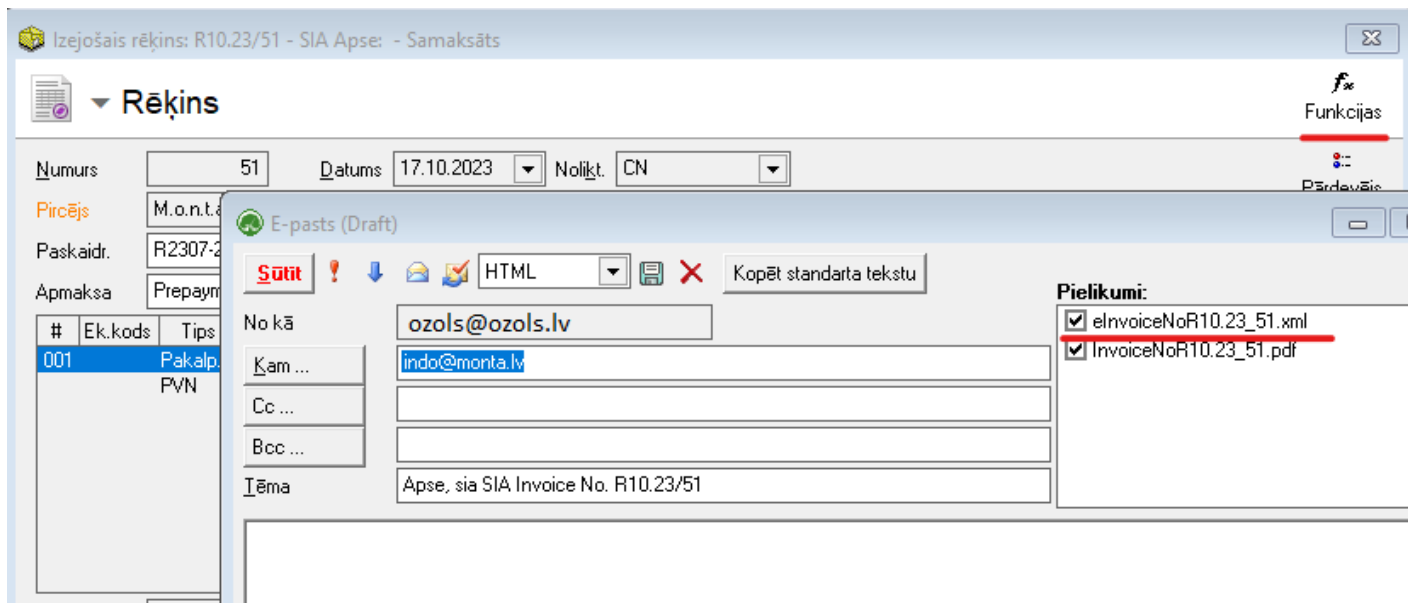 Izejošais rēķins: R10.23/51 - SIA Apse: - Samaksāts
Rēķins
Funkcijas
Numurs 51 Datums 17.10.2023 Nolikt. CN
Pārdevējs
Pircējs
E-pasts (Draft)
Paskaidr.
Sūtīt HTML Kopēt standarta tekstu
Apmaksa
Pielikumi:
# Ek.kods Tips
No kā ozols@ozols.lv
eInvoiceNoR10.23_51.xml
001 Pakalp.
Kam ... indo@monta.lv
InvoiceNoR10.23_51.pdf
PVN
Cc ...
Bcc ...
Tēma Apse, sia SIA Invoice No. R10.23/51